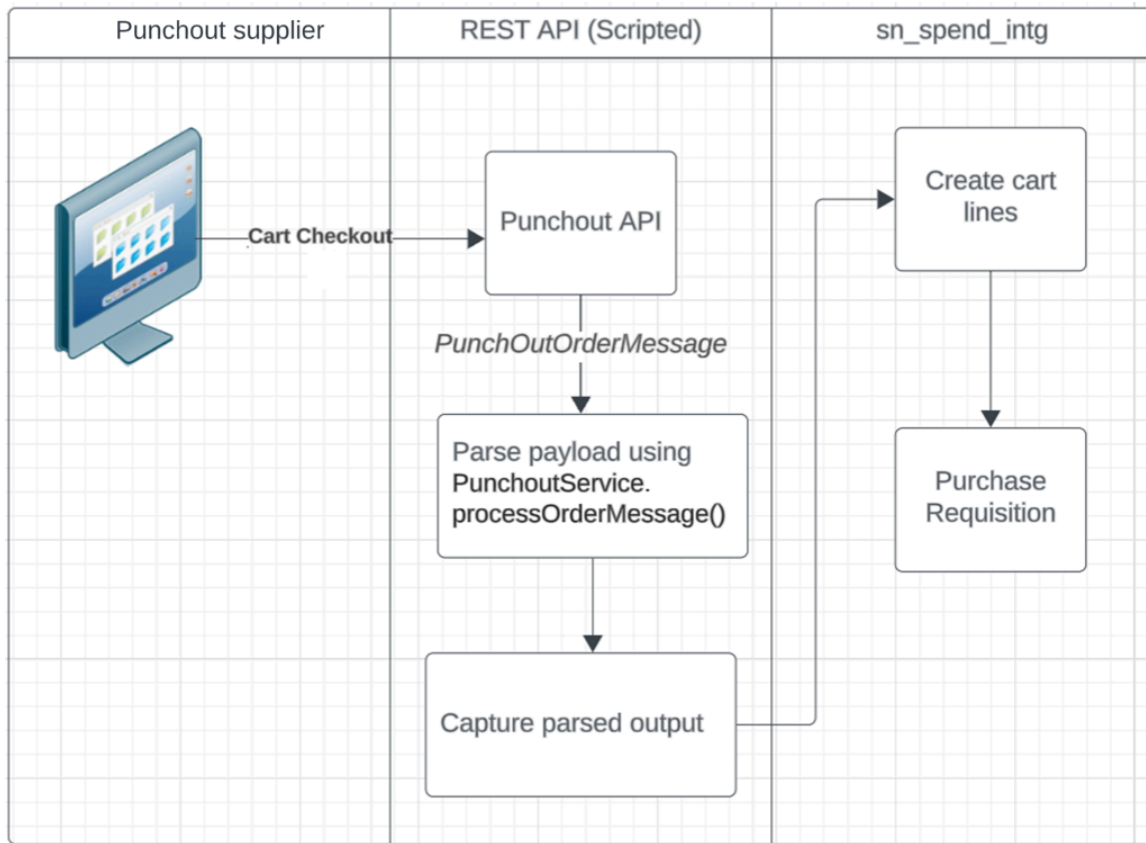 Punchout supplier
REST API (Scripted)
sn_spend_intg
Cart Checkout
Punchout API
PunchOutOrderMessage
Parse payload using
PunchoutService.
processOrderMessage()
Capture parsed output
Create cart
lines
Purchase
Requisition